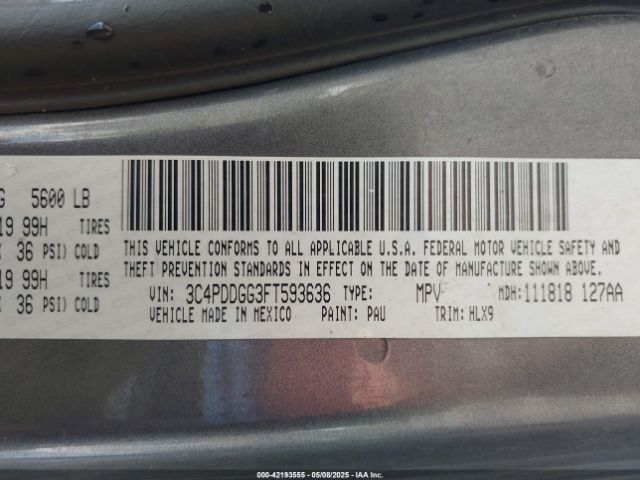 G 5600 LB
19 99H TIRES
36 PSI) COLD
19 99H TIRES
36 PSI) COLD
THIS VEHICLE CONFORMS TO ALL APPLICABLE U.S.A. FEDERAL MOTOR VEHICLE SAFETY AND
THEFT PREVENTION STANDARDS IN EFFECT ON THE DATE OF MANUFACTURE SHOWN ABOVE.
VIN: 3C4PDDGG3FT593636 TYPE: MPV MDH:111818 127AA
VEHICLE MADE IN MEXICO PAINT: PAU TRIM: HLX9
000-42193555 - 05/08/2025 - IAA Inc.